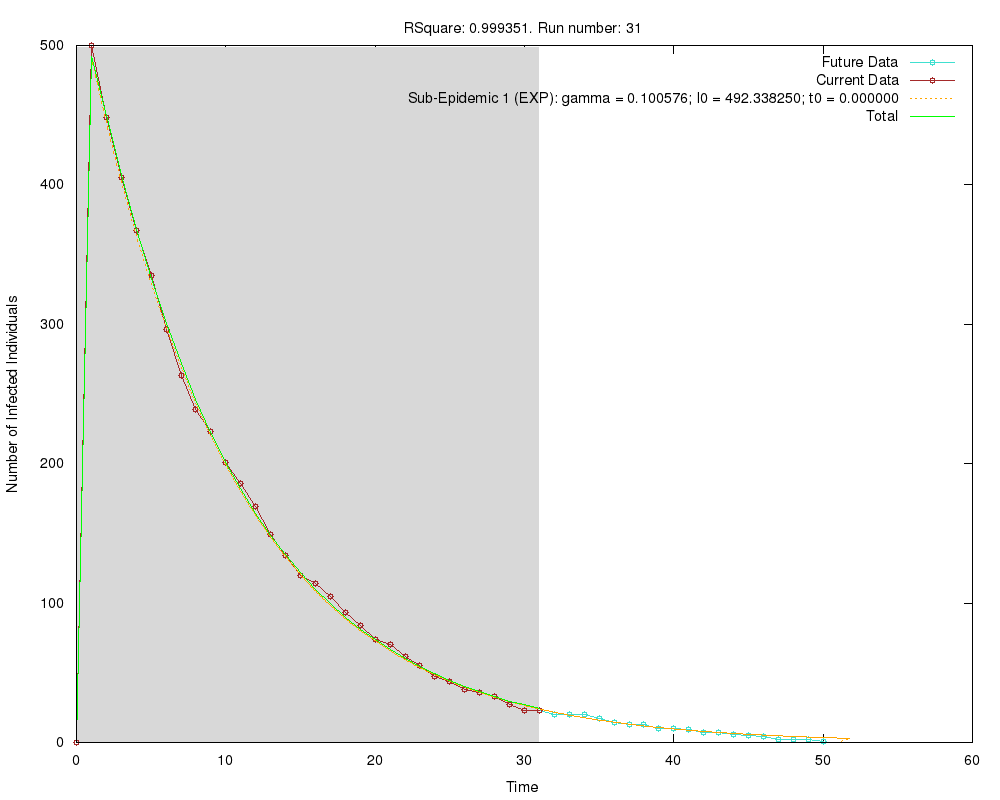 RSquare: 0.999351. Run number: 31
Future Data
Current Data
Sub-Epidemic 1 (EXP): gamma = 0.100576; I0 = 492.338250; t0 = 0.000000
Total
500
400
300
200
100
0
Number of Infected Individuals
0 10 20 30 40 50 60
Time